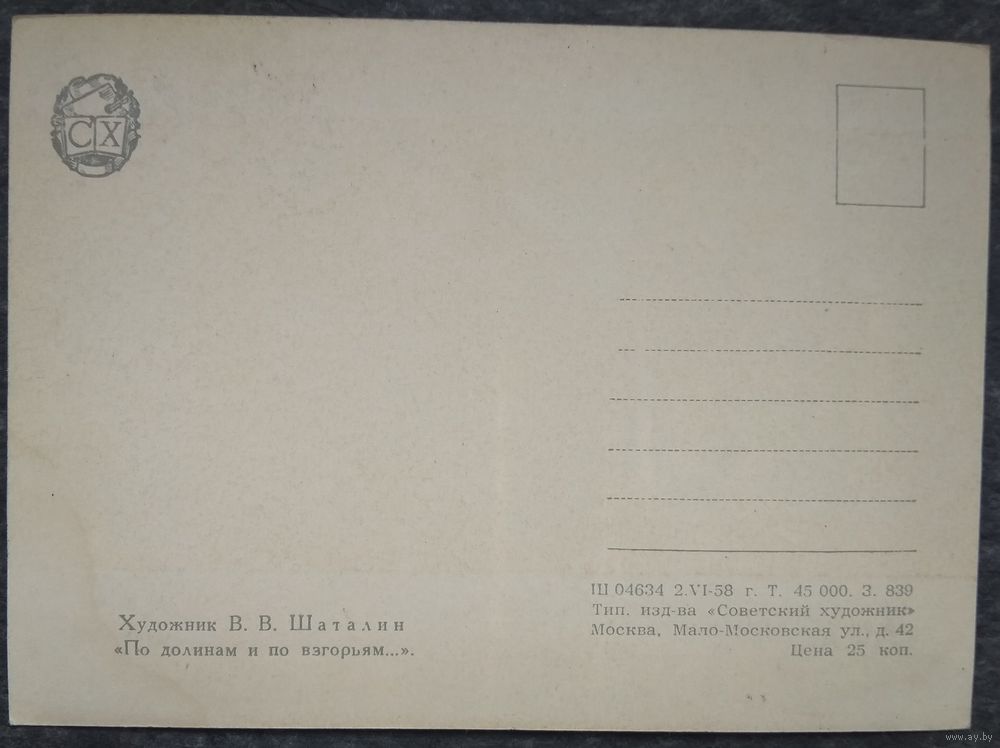 СХ
Художник В. В. Шаталин
«По долинам и по взгорьям...».
Ш 04634 2.VI-58 г. Т. 45 000. З. 839
Тип. изд-ва «Советский художник»
Москва, Мало-Московская ул., д. 42
Цена 25 коп.
www.ay.by